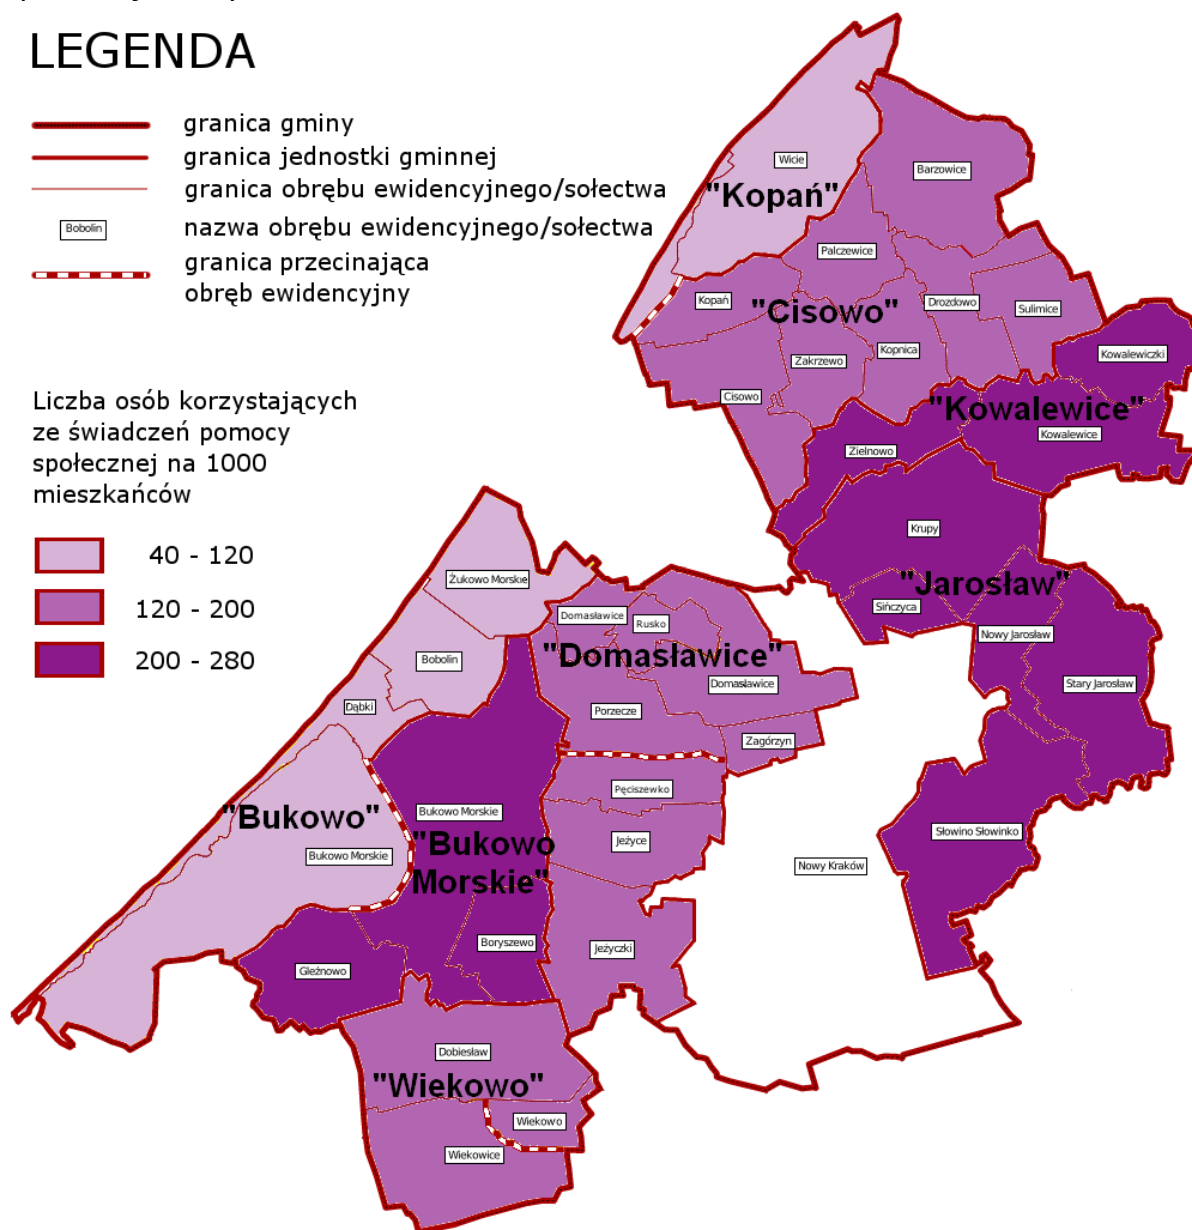 LEGENDA
granica gminy
granica jednostki gminnej
granica obrębu ewidencyjnego/sołectwa
Bobolin
nazwa obrębu ewidencyjnego/sołectwa
granica przecinająca
obręb ewidencyjny
Liczba osób korzystających
ze świadczeń pomocy
społecznej na 1000
mieszkańców
40 - 120
120 - 200
200 - 280
Wicie
"Kopań"
Barzowice
Palczewice
Kopań
"Cisowo"
Drozdowo
Sulimice
Kopnica
Zakrzewo
Cisowo
Kowalewiczki
"Kowalewice"
Kowalewice
Zielnowo
Krupy
"Jarosław"
Sińczyca
Nowy Jarosław
Stary Jarosław
Słowino Słowinko
Nowy Kraków
Żukowo Morskie
Bobolin
Dąbki
Domasławice
Rusko
"Domasławice"
Domasławice
Porzecze
Zagórzyn
Pęciszewko
Jeżyce
Jeżyczki
"Bukowo"
Bukowo Morskie
Bukowo Morskie
"Bukowo
Morskie"
Boryszewo
Gleźnowo
Dobiesław
"Wiekowo"
Wiekowo
Wiekowice